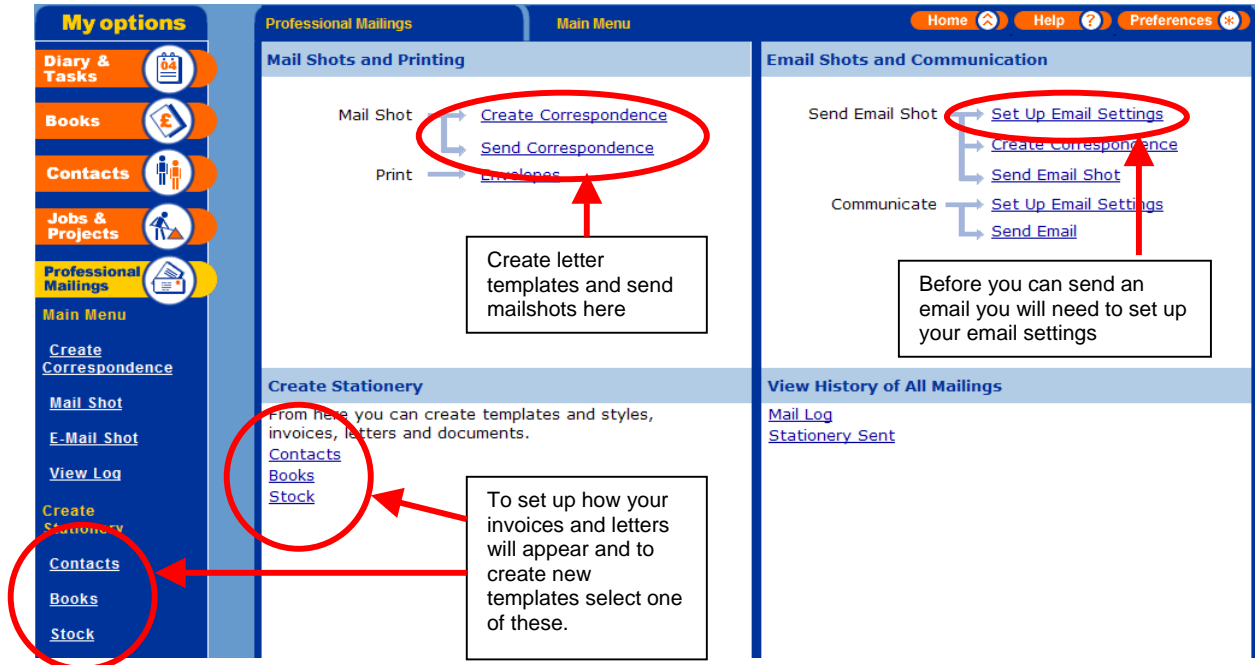 My options
Diary &
Tasks
04
Books
£
Contacts
Jobs &
Projects
Professional
Mailings
Main Menu
Create
Correspondence
Mail Shot
E-Mail Shot
View Log
Create
Stationery
Contacts
Books
Stock
Professional Mailings
Main Menu
Home
Help ?
Preferences
Mail Shots and Printing
Mail Shot
Create Correspondence
Send Correspondence
Print
Envelopes
Create letter
templates and send
mailshots here
Email Shots and Communication
Send Email Shot
Set Up Email Settings
Create Correspondence
Send Email Shot
Communicate
Set Up Email Settings
Send Email
Before you can send an
email you will need to set up
your email settings
Create Stationery
From here you can create templates and styles,
invoices, letters and documents.
Contacts
Books
Stock
To set up how your
invoices and letters
will appear and to
create new
templates select one
of these.
View History of All Mailings
Mail Log
Stationery Sent